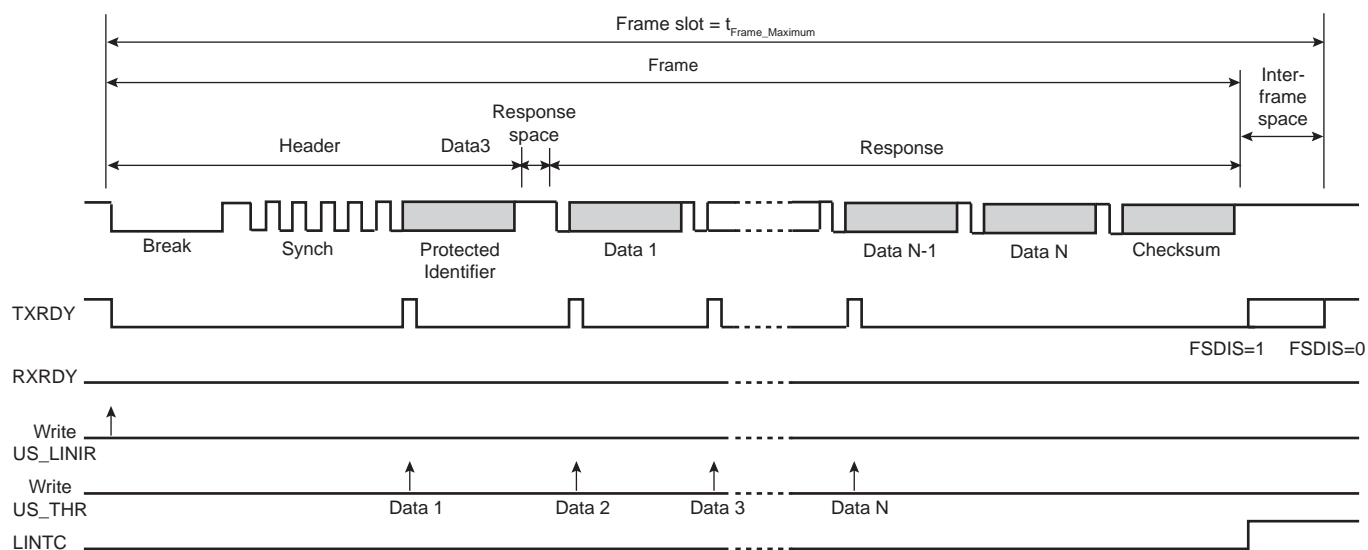 Frame slot = tFrame_Maximum
Frame
Inter-
frame
space
Response
space
Header
Data3
Response
Break
Synch
Protected
Identifier
Data 1
Data N-1
Data N
Checksum
TXRDY
FSDIS=1
FSDIS=0
RXRDY
Write
US_LINIR
Write
US_THR
Data 1
Data 2
Data 3
Data N
LINTC